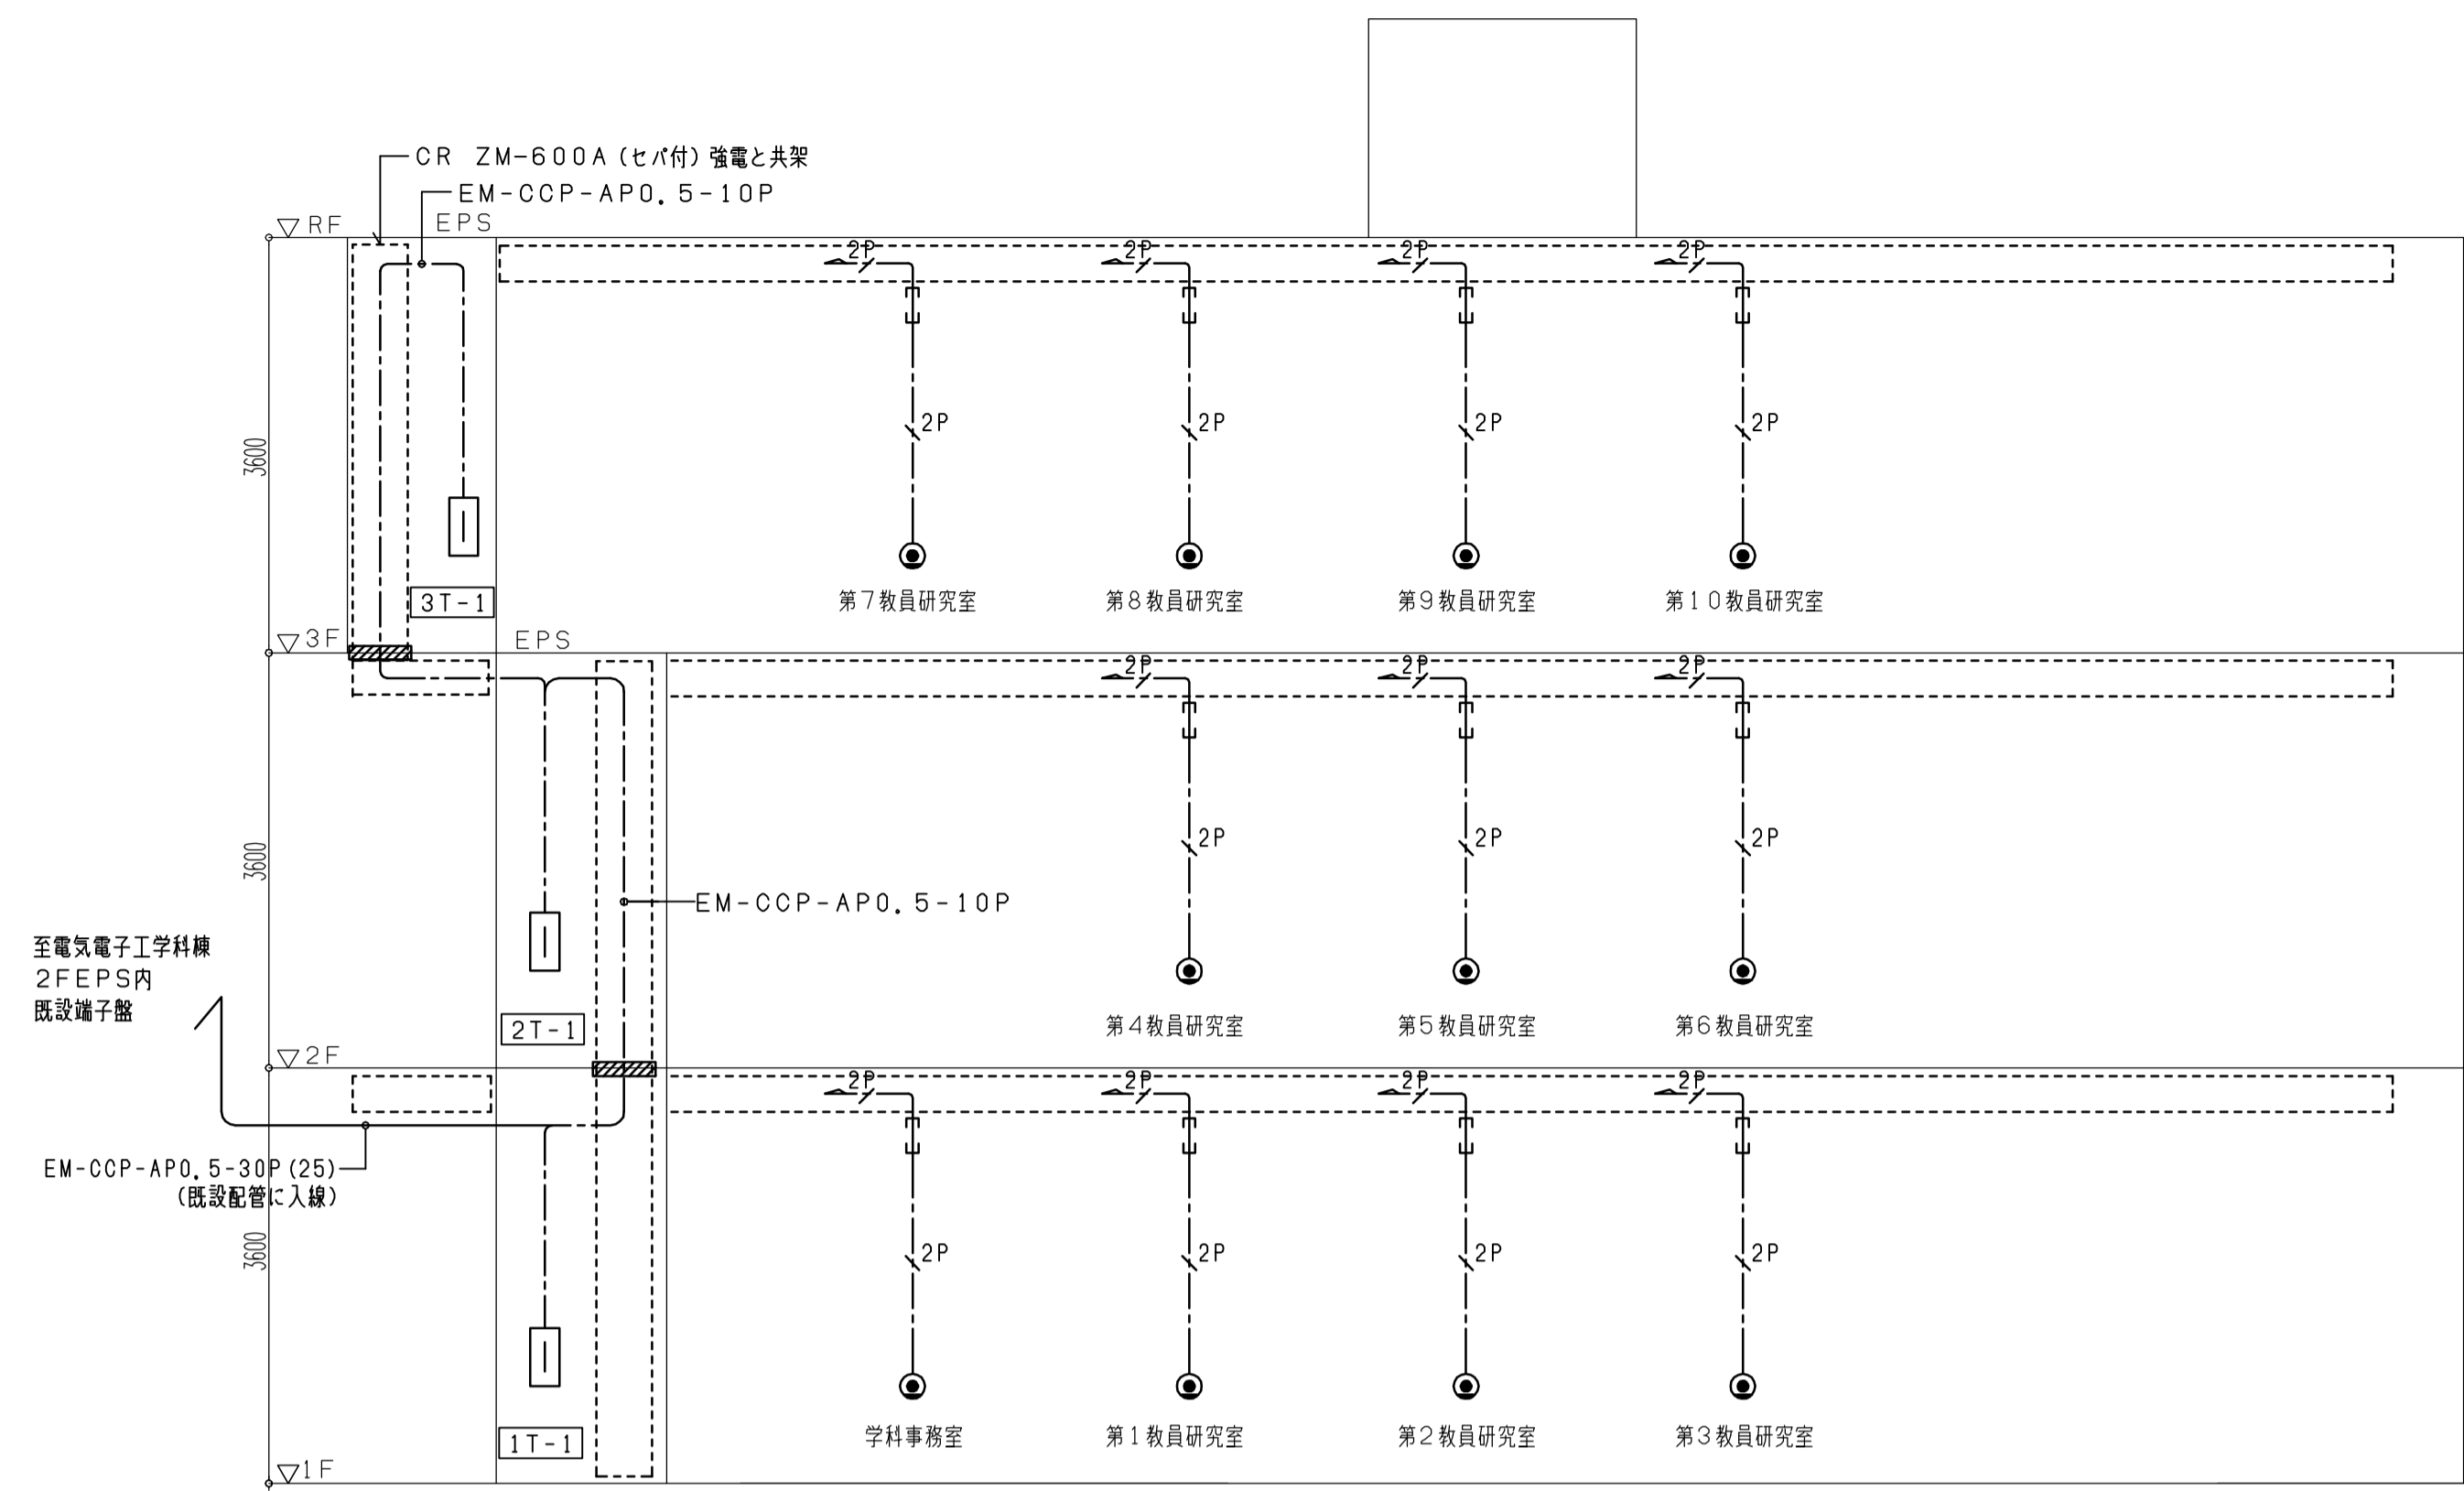 CR ZM-600A(セパ付)強電と共架
EM-CCP-AP0.5-10P
RF
EPS
2P 2P 2P 2P
3600
2P 2P 2P 2P
3T-1
第7教員研究室 第8教員研究室 第9教員研究室 第10教員研究室
3F
EPS
2P 2P 2P
3600
2P 2P 2P
EM-CCP-AP0.5-10P
至電気電子工学科棟
2FEPS内
既設端子盤
2T-1
第4教員研究室 第5教員研究室 第6教員研究室
2F
2P 2P 2P 2P
EM-CCP-AP0.5-30P(25)
(既設配管に入線)
3600
2P 2P 2P 2P
1T-1
学科事務室 第1教員研究室 第2教員研究室 第3教員研究室
1F